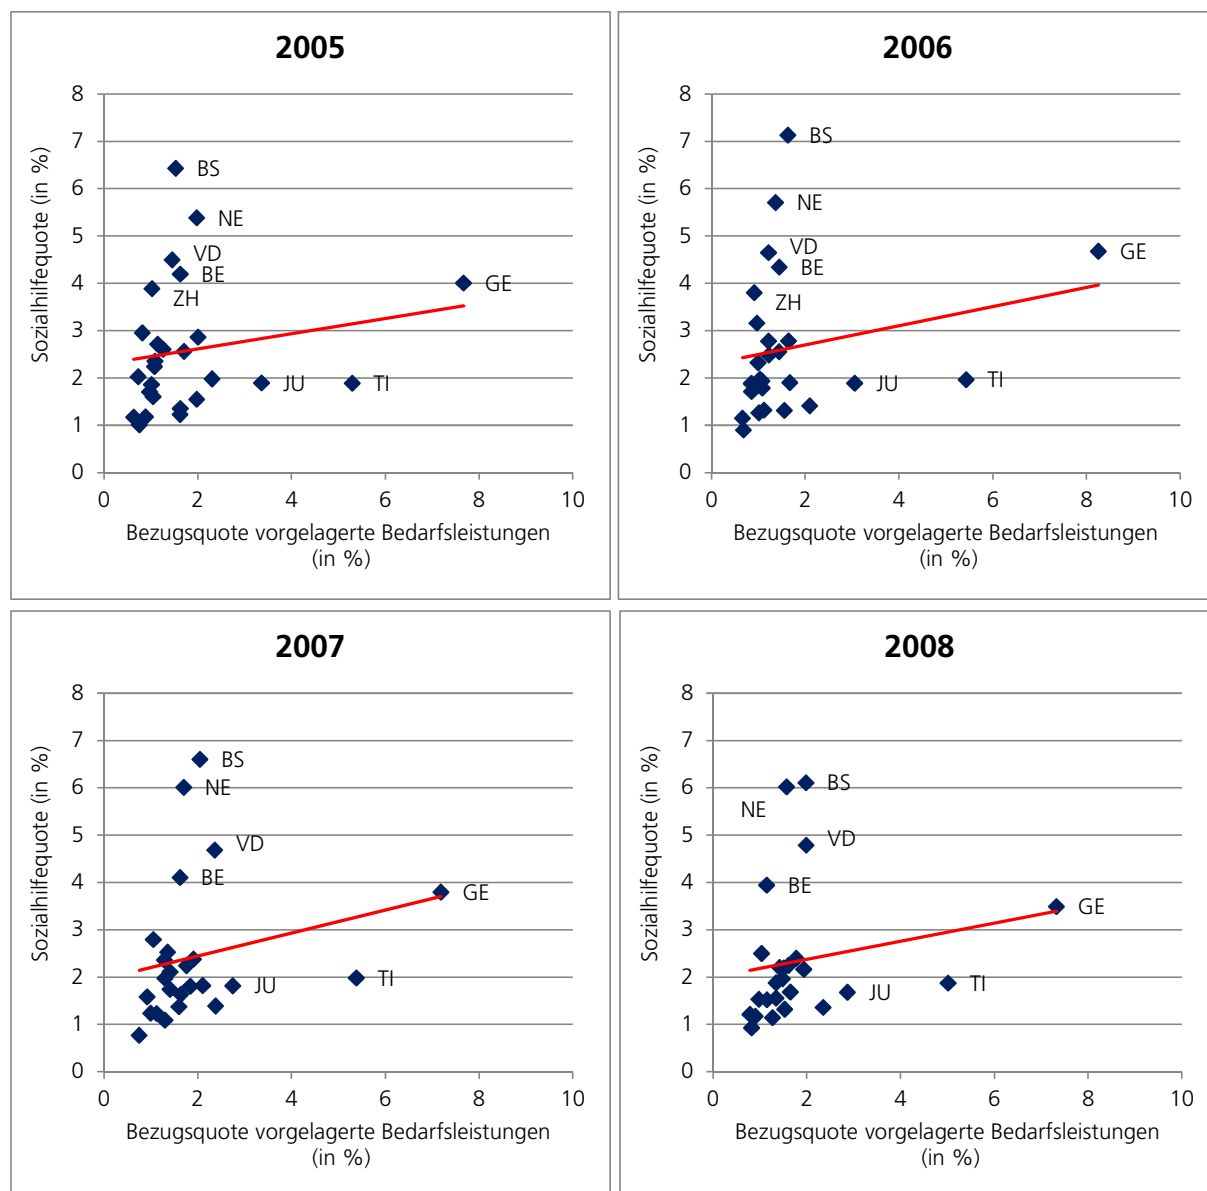 2005
8
7
6
5
4
3
2
1
0
Sozialhilfequote (in %)
BS
NE
VD
BE
ZH
GE
JU
TI
0 2 4 6 8 10
Bezugsquote vorgelagerte Bedarfsleistungen
(in %)
2006
8
7
6
5
4
3
2
1
0
Sozialhilfequote (in %)
BS
NE
VD
BE
ZH
GE
JU
TI
0 2 4 6 8 10
Bezugsquote vorgelagerte Bedarfsleistungen
(in %)
2007
8
7
6
5
4
3
2
1
0
Sozialhilfequote (in %)
BS
NE
VD
BE
GE
JU
TI
0 2 4 6 8 10
Bezugsquote vorgelagerte Bedarfsleistungen
(in %)
2008
8
7
6
5
4
3
2
1
0
Sozialhilfequote (in %)
BS
NE
VD
BE
GE
JU
TI
0 2 4 6 8 10
Bezugsquote vorgelagerte Bedarfsleistungen
(in %)